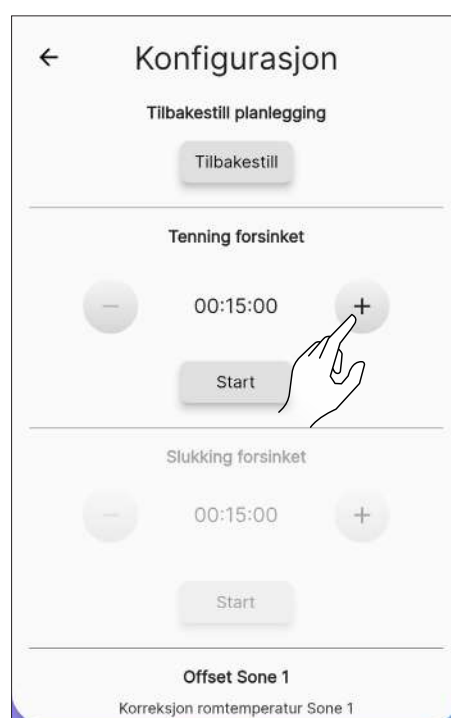 Konfigurasjon
Tilbakestill planlegging
Tilbakestill
Tenning forsinket
− 00:15:00 +
Start
Slukking forsinket
− 00:15:00 +
Start
Offset Sone 1
Korreksjon romtemperatur Sone 1